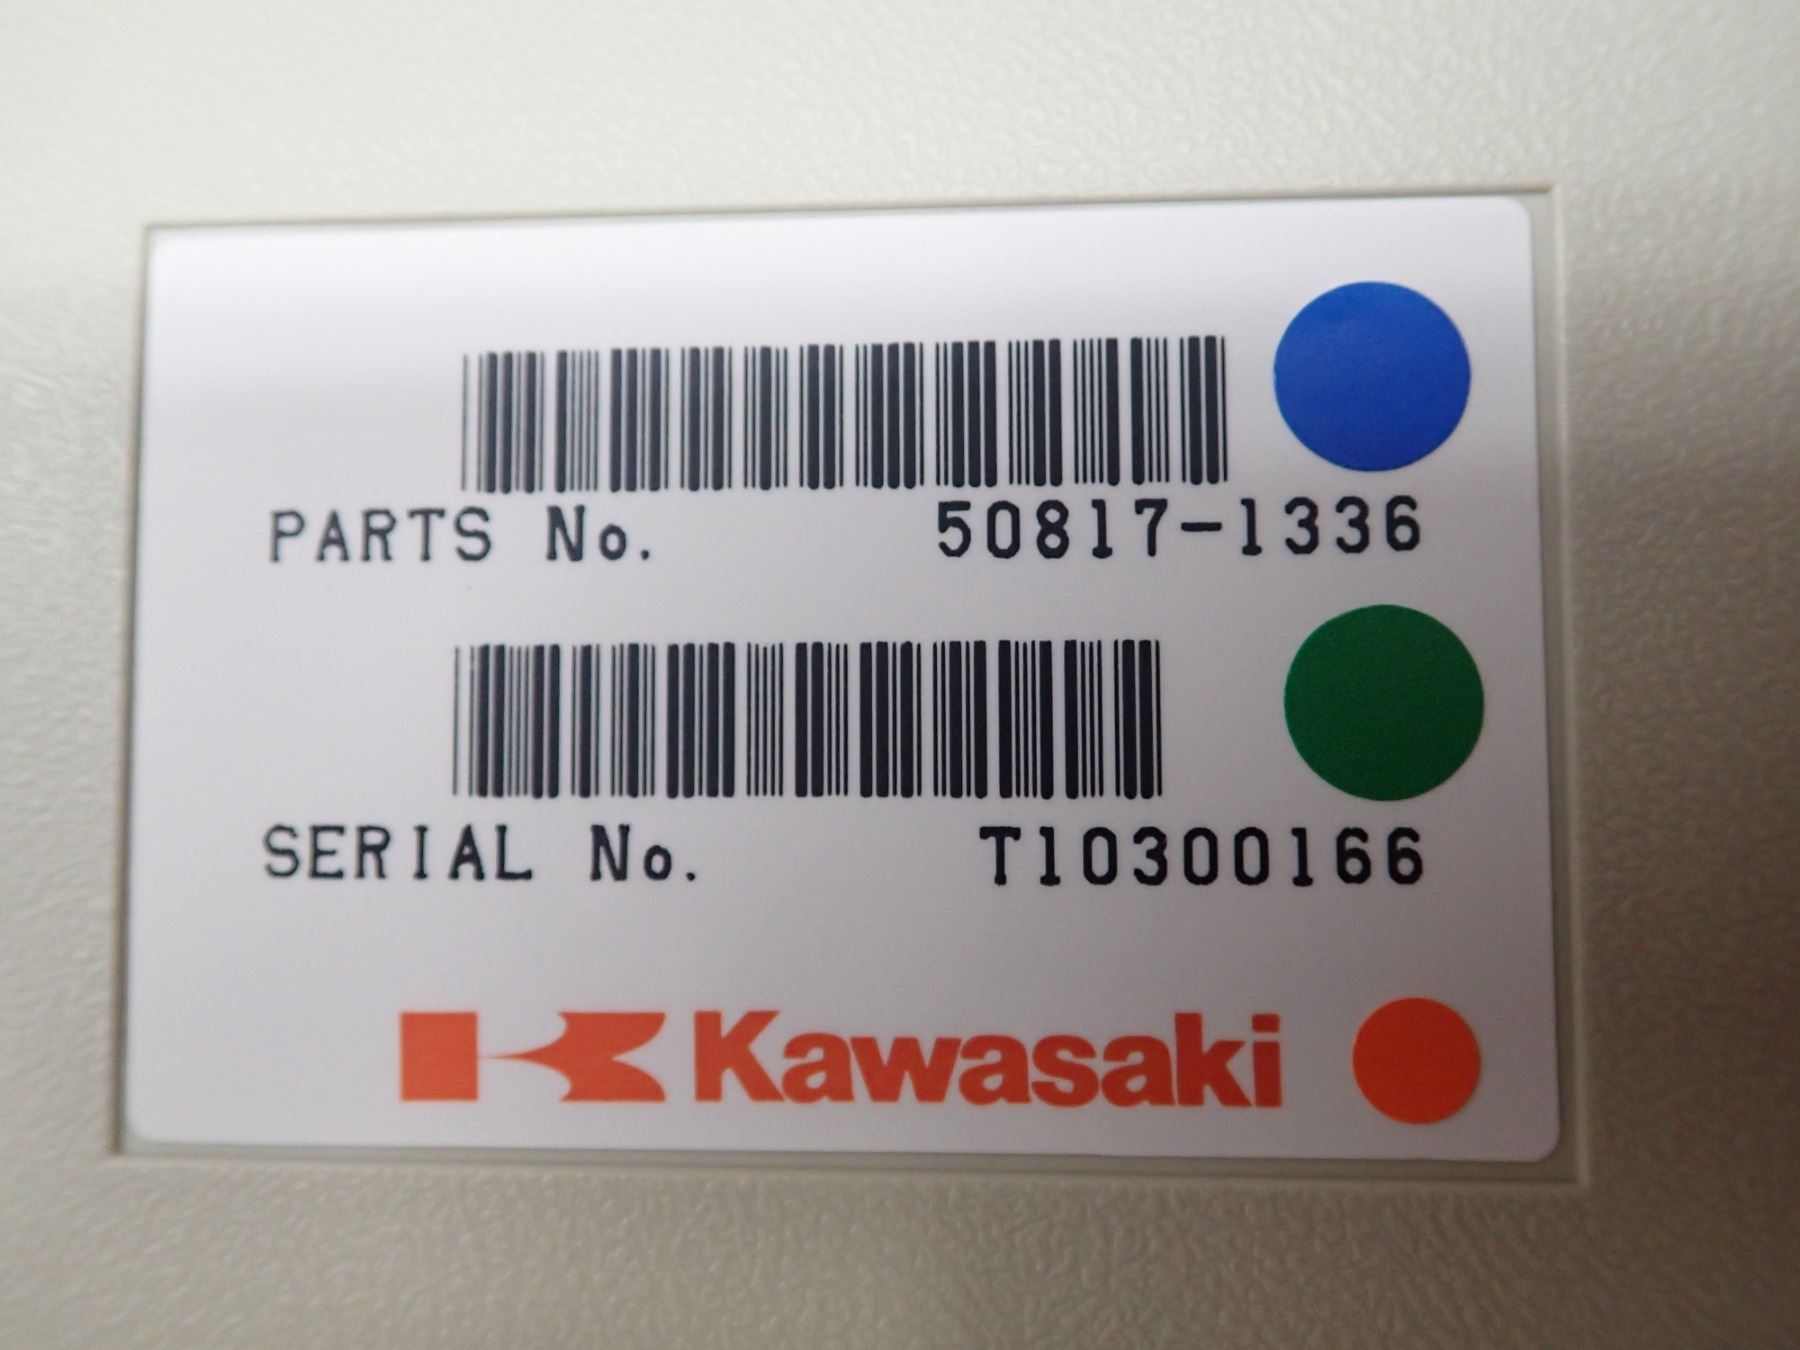 PARTS No. 50817-1336
SERIAL No. T10300166
Kawasaki